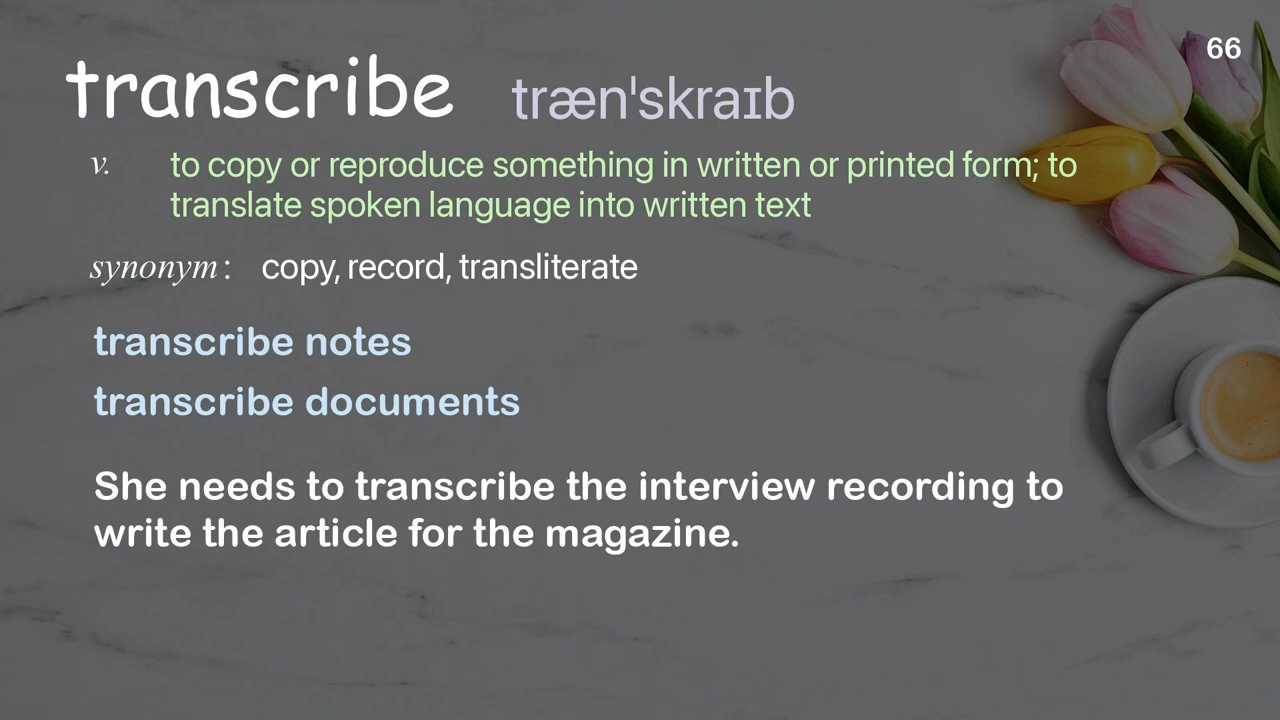 66
transcribe træn'skraɪb
v. to copy or reproduce something in written or printed form; to
translate spoken language into written text
synonym: copy, record, transliterate
transcribe notes
transcribe documents
She needs to transcribe the interview recording to
write the article for the magazine.